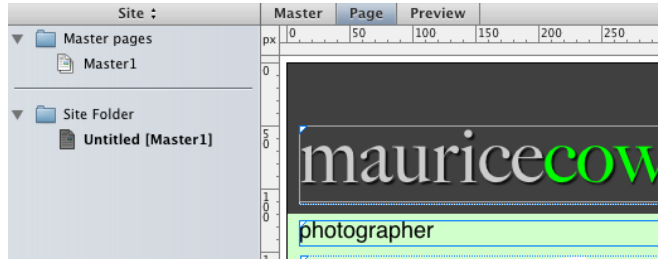 Site
Master Page Preview
Master pages
px 0 50 100 150 200 250
Master1
0
Site Folder
Untitled [Master1]
50
mauricecow
100
photographer
1